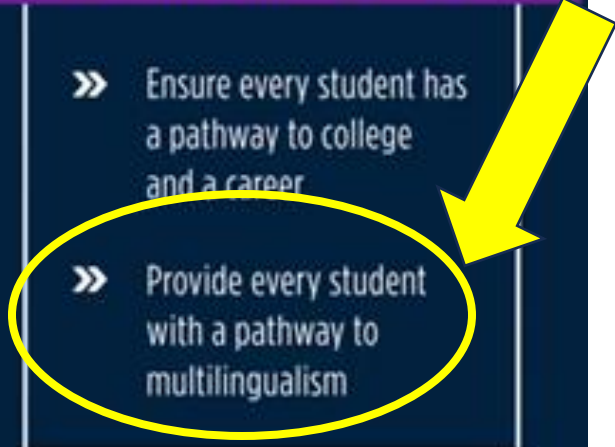 » Ensure every student has
a pathway to college
and a career
» Provide every student
with a pathway to
multilingualism